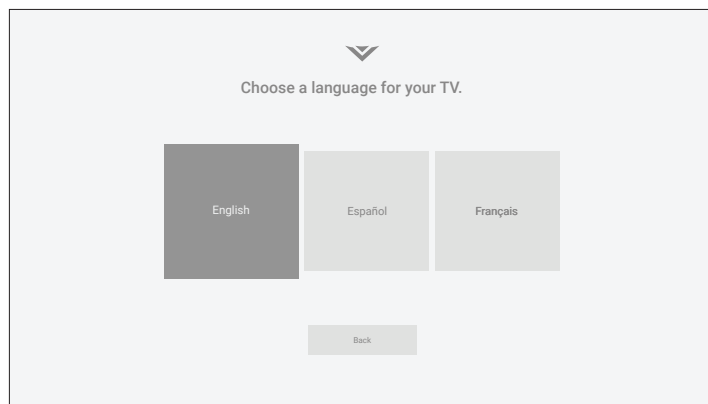 Choose a language for your TV.
English
Español
Français
Back